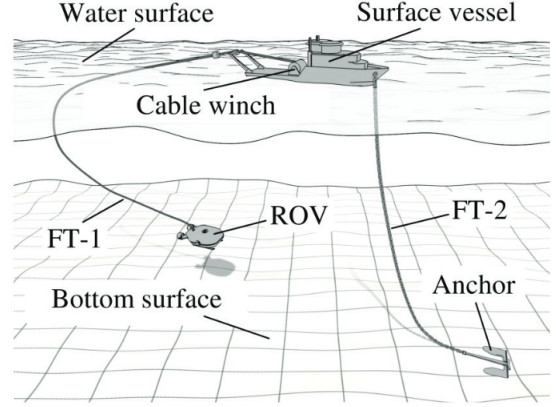 Water surface
Surface vessel
Cable winch
FT-1
ROV
FT-2
Bottom surface
Anchor